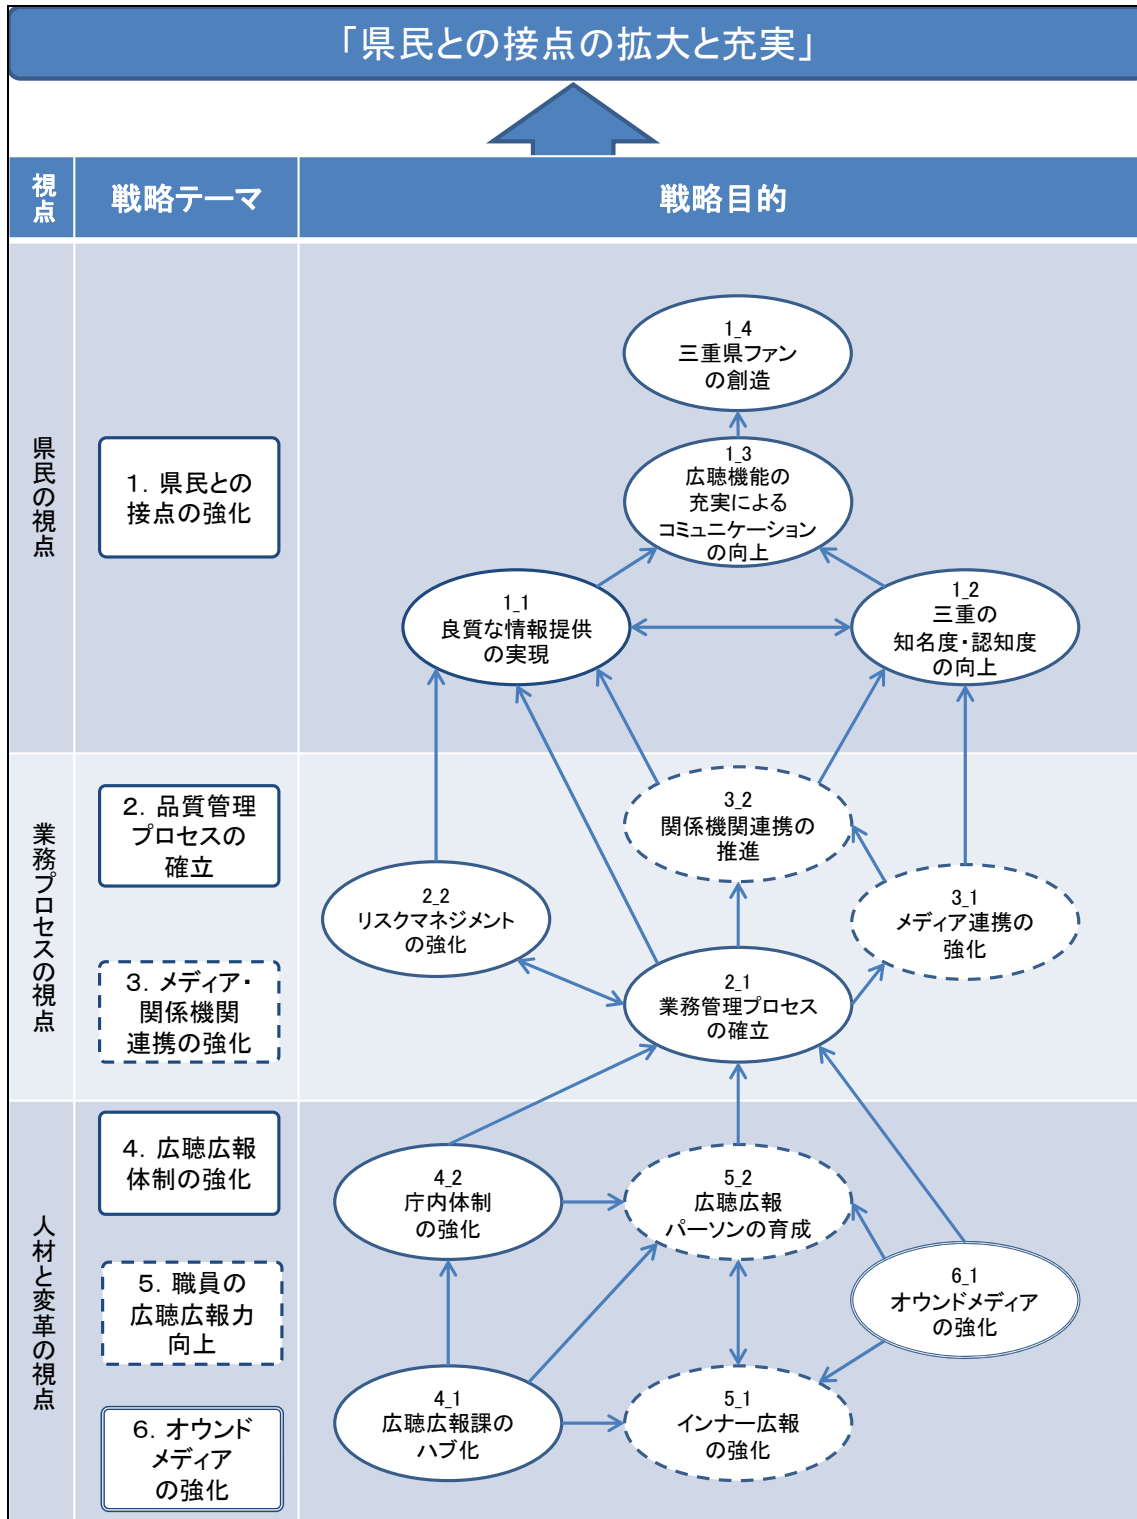 「県民との接点の拡大と充実」
視点
戦略テーマ
戦略目的
県民の視点
1. 県民との
接点の強化
1_4
三重県ファン
の創造
1_3
広聴機能の
充実による
コミュニケーション
の向上
1_1
良質な情報提供
の実現
1_2
三重の
知名度・認知度
の向上
業務プロセスの視点
2. 品質管理
プロセスの
確立
3. メディア・
関係機関
連携の強化
3_2
関係機関連携の
推進
2_2
リスクマネジメント
の強化
3_1
メディア連携の
強化
2_1
業務管理プロセス
の確立
人材と変革の視点
4. 広聴広報
体制の強化
5. 職員の
広聴広報力
向上
6. オウンド
メディア
の強化
4_2
庁内体制
の強化
5_2
広聴広報
パーソンの育成
6_1
オウンドメディア
の強化
4_1
広聴広報課の
ハブ化
5_1
インナー広報
の強化